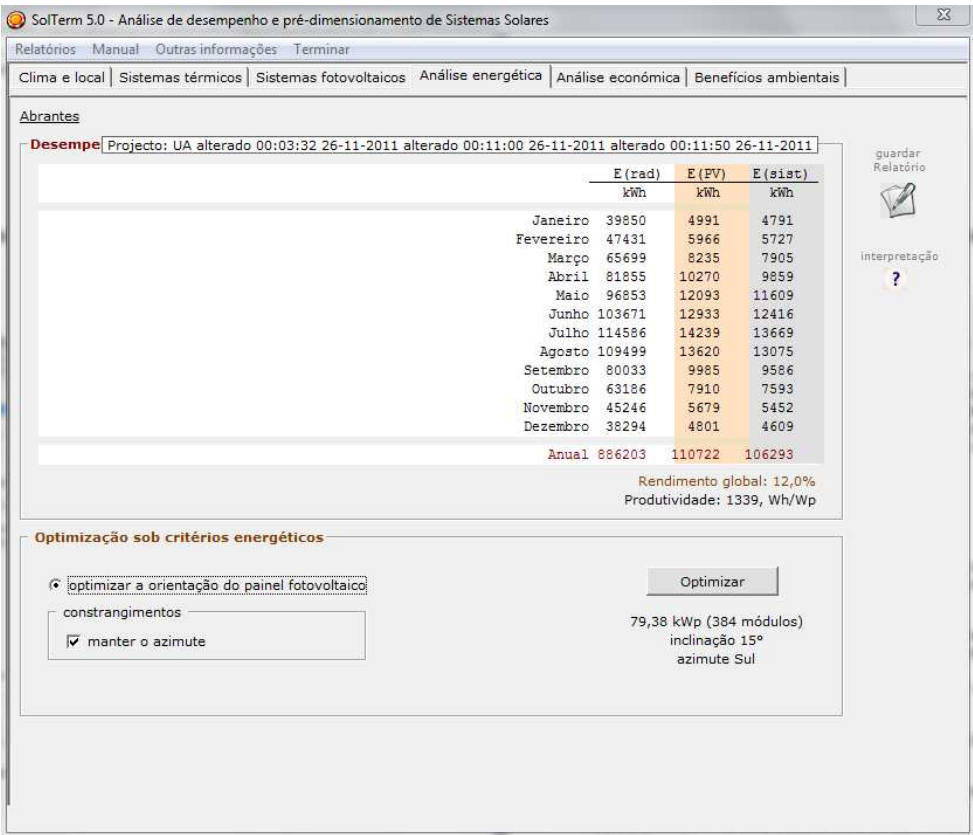 SolTerm 5.0 - Análise de desempenho e pré-dimensionamento de Sistemas Solares
Relatórios Manual Outras informações Terminar
Clima e local Sistemas térmicos Sistemas fotovoltaicos Análise energética Análise económica Benefícios ambientais
Abrantes
Desempe Projecto: UA alterado 00:03:32 26-11-2011 alterado 00:11:00 26-11-2011 alterado 00:11:50 26-11-2011
E(rad) E(PV) E(sist)
kWh kWh kWh
Janeiro 39850 4991 4791
Fevereiro 47431 5966 5727
Março 65699 8235 7905
Abril 81855 10270 9859
Maio 96853 12093 11609
Junho 103671 12933 12416
Julho 114586 14239 13669
Agosto 109499 13620 13075
Setembro 80033 9985 9586
Outubro 63186 7910 7593
Novembro 45246 5679 5452
Dezembro 38294 4801 4609
Anual 886203 110722 106293
Rendimento global: 12,0%
Produtividade: 1339, Wh/Wp
guardar
Relatório
interpretação
?
Optimização sob critérios energéticos
optimizar a orientação do painel fotovoltaico
constrangimentos
manter o azimute
Optimizar
79,38 kWp (384 módulos)
inclinação 15º
azimute Sul